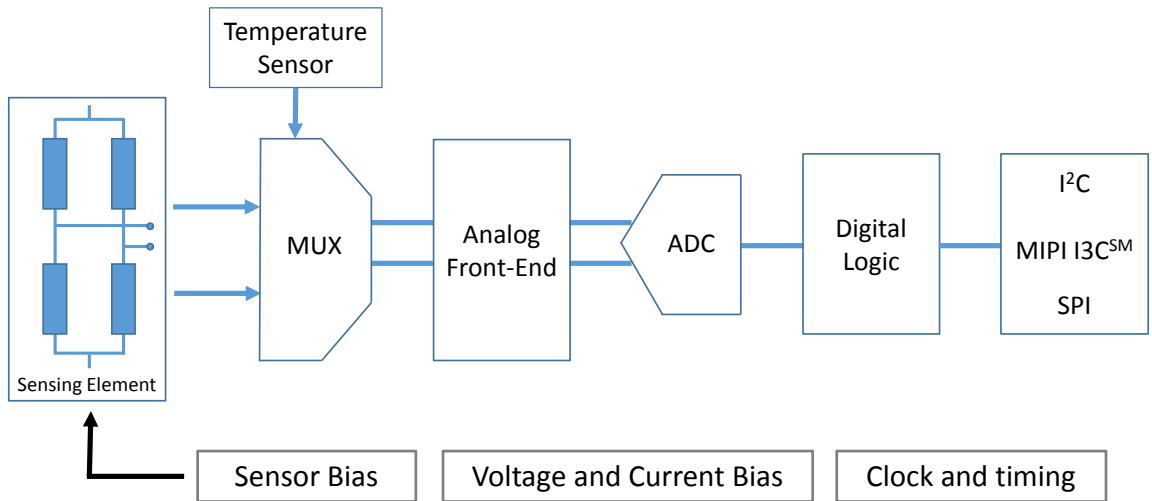 Temperature
Sensor
Sensing Element
MUX
Analog
Front-End
ADC
Digital
Logic
I²C
MIPI I3Cˢᴹ
SPI
Sensor Bias
Voltage and Current Bias
Clock and timing